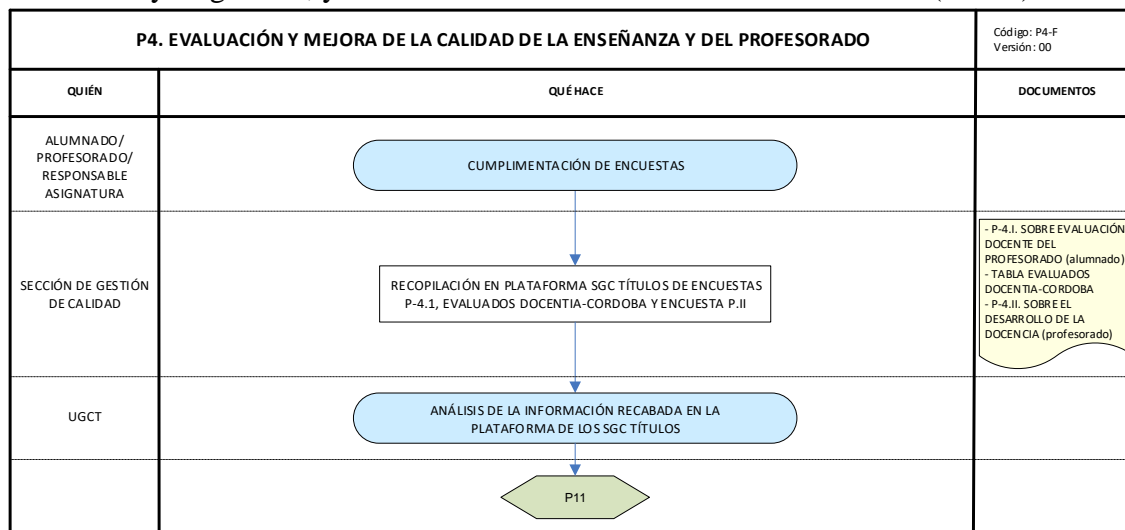 P4. EVALUACIÓN Y MEJORA DE LA CALIDAD DE LA ENSEÑANZA Y DEL PROFESORADO
Código: P4-F
Versión: 00
QUIÉN
QUÉ HACE
DOCUMENTOS
ALUMNADO/
PROFESORADO/
RESPONSABLE
ASIGNATURA
CUMPLIMENTACIÓN DE ENCUESTAS
SECCIÓN DE GESTIÓN
DE CALIDAD
RECOPILACIÓN EN PLATAFORMA SGC TÍTULOS DE ENCUESTAS
P-4.1, EVALUADOS DOCENTIA-CORDOBA Y ENCUESTA P.II
- P-4.I. SOBRE EVALUACIÓN
DOCENTE DEL
PROFESORADO (alumnado)
- TABLA EVALUADOS
DOCENTIA-CORDOBA
- P-4.II. SOBRE EL
DESARROLLO DE LA
DOCENCIA (profesorado)
UGCT
ANÁLISIS DE LA INFORMACIÓN RECABADA EN LA
PLATAFORMA DE LOS SGC TÍTULOS
P11